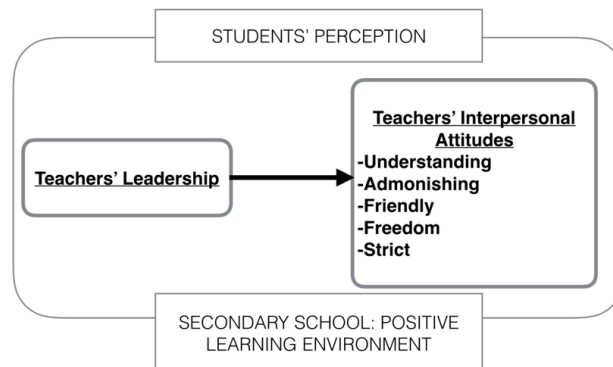 STUDENTS’ PERCEPTION
Teachers’ Leadership
Teachers’ Interpersonal
Attitudes
-Understanding
-Admonishing
-Friendly
-Freedom
-Strict
SECONDARY SCHOOL: POSITIVE
LEARNING ENVIRONMENT